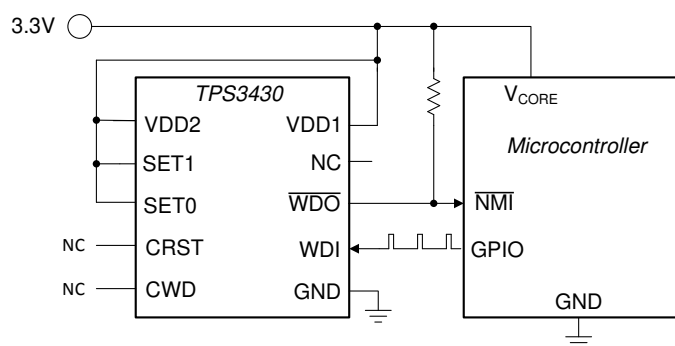 3.3V
TPS3430
VDD2 VDD1
VCORE
Microcontroller
SET1 NC
SET0 WDO NMI
NC CRST WDI GPIO
NC CWD GND
GND